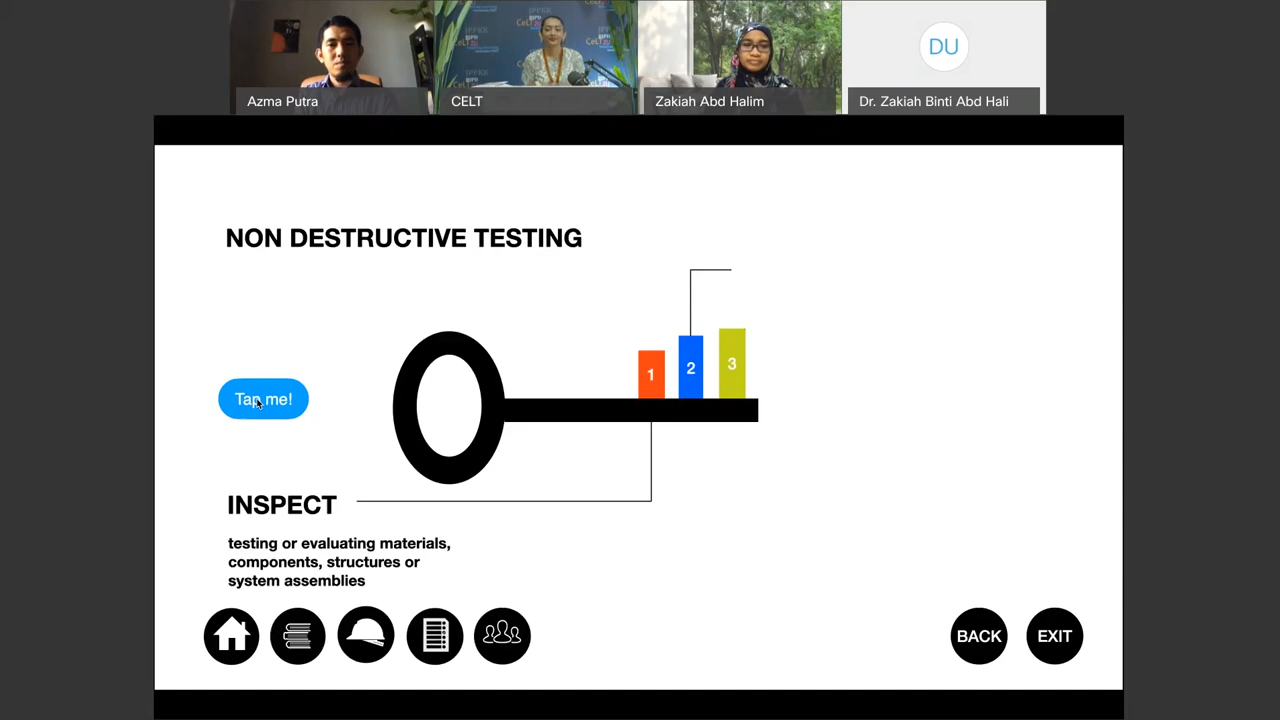 Azma Putra
CELT
Zakiah Abd Halim
DU
Dr. Zakiah Binti Abd Hali
NON DESTRUCTIVE TESTING
1
2
3
Tap me!
INSPECT
testing or evaluating materials,
components, structures or
system assemblies
BACK
EXIT